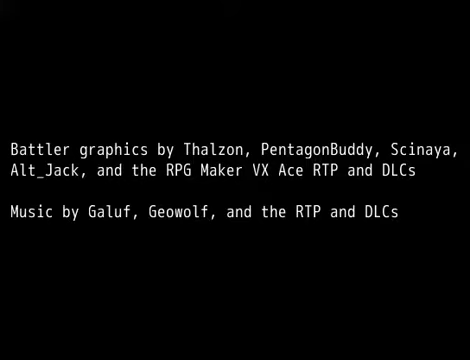 Battler graphics by Thalzon, PentagonBuddy, Scinaya,
Alt_Jack, and the RPG Maker VX Ace RTP and DLCs
Music by Galuf, Geowolf, and the RTP and DLCs